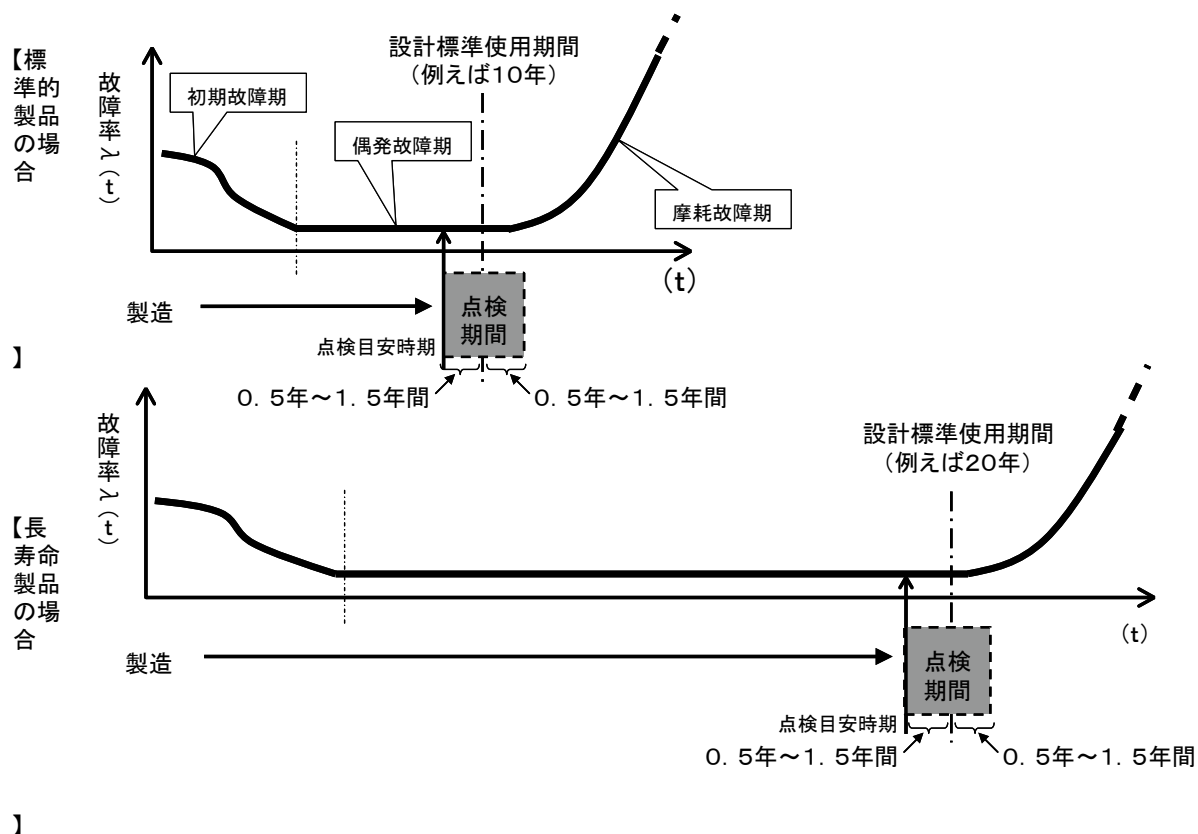 【標準的製品の場合】
故障率λ(t)
初期故障期
偶発故障期
設計標準使用期間
(例えば10年)
摩耗故障期
(t)
製造
点検
期間
点検目安時期
0.5年～1.5年間
0.5年～1.5年間
【長寿命製品の場合】
故障率λ(t)
設計標準使用期間
(例えば20年)
(t)
製造
点検
期間
点検目安時期
0.5年～1.5年間
0.5年～1.5年間